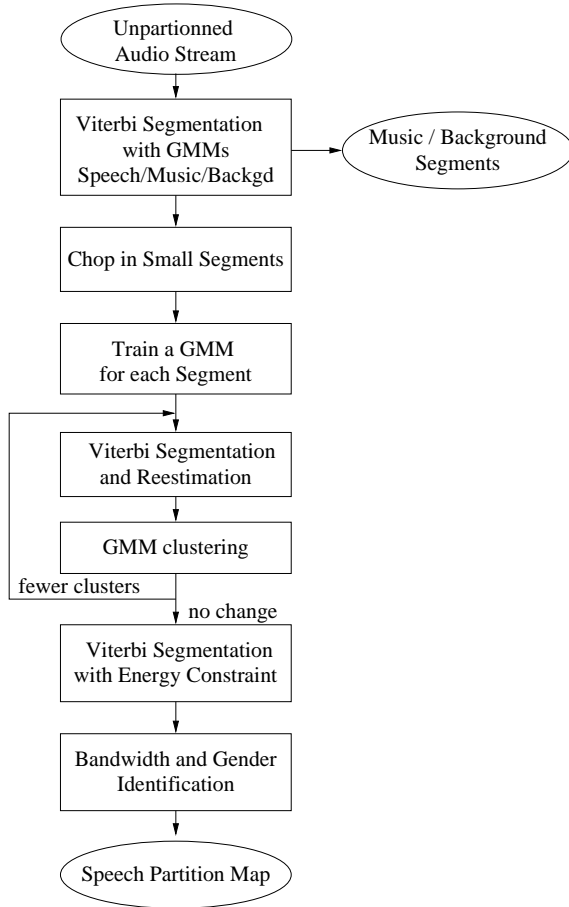 Unpartionned
Audio Stream
Viterbi Segmentation
with GMMs
Speech/Music/Backgd
Music / Background
Segments
Chop in Small Segments
Train a GMM
for each Segment
Viterbi Segmentation
and Reestimation
GMM clustering
fewer clusters
no change
Viterbi Segmentation
with Energy Constraint
Bandwidth and Gender
Identification
Speech Partition Map